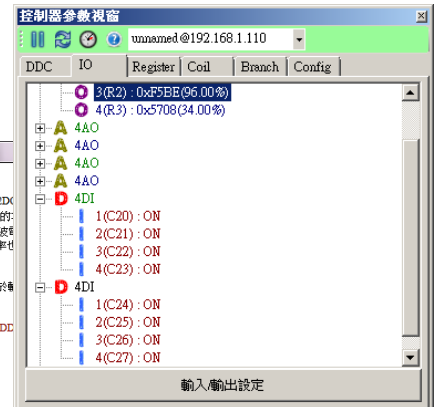 控制器參數視窗
unnamed@192.168.1.110
DDC IO Register Coil Branch Config
3(R2) : 0xF5BE(96.00%)
4(R3) : 0x5708(34.00%)
A 4AO
A 4AO
A 4AO
A 4AO
D 4DI
1(C20) : ON
2(C21) : ON
3(C22) : ON
4(C23) : ON
D 4DI
1(C24) : ON
2(C25) : ON
3(C26) : ON
4(C27) : ON
輸入/輸出設定